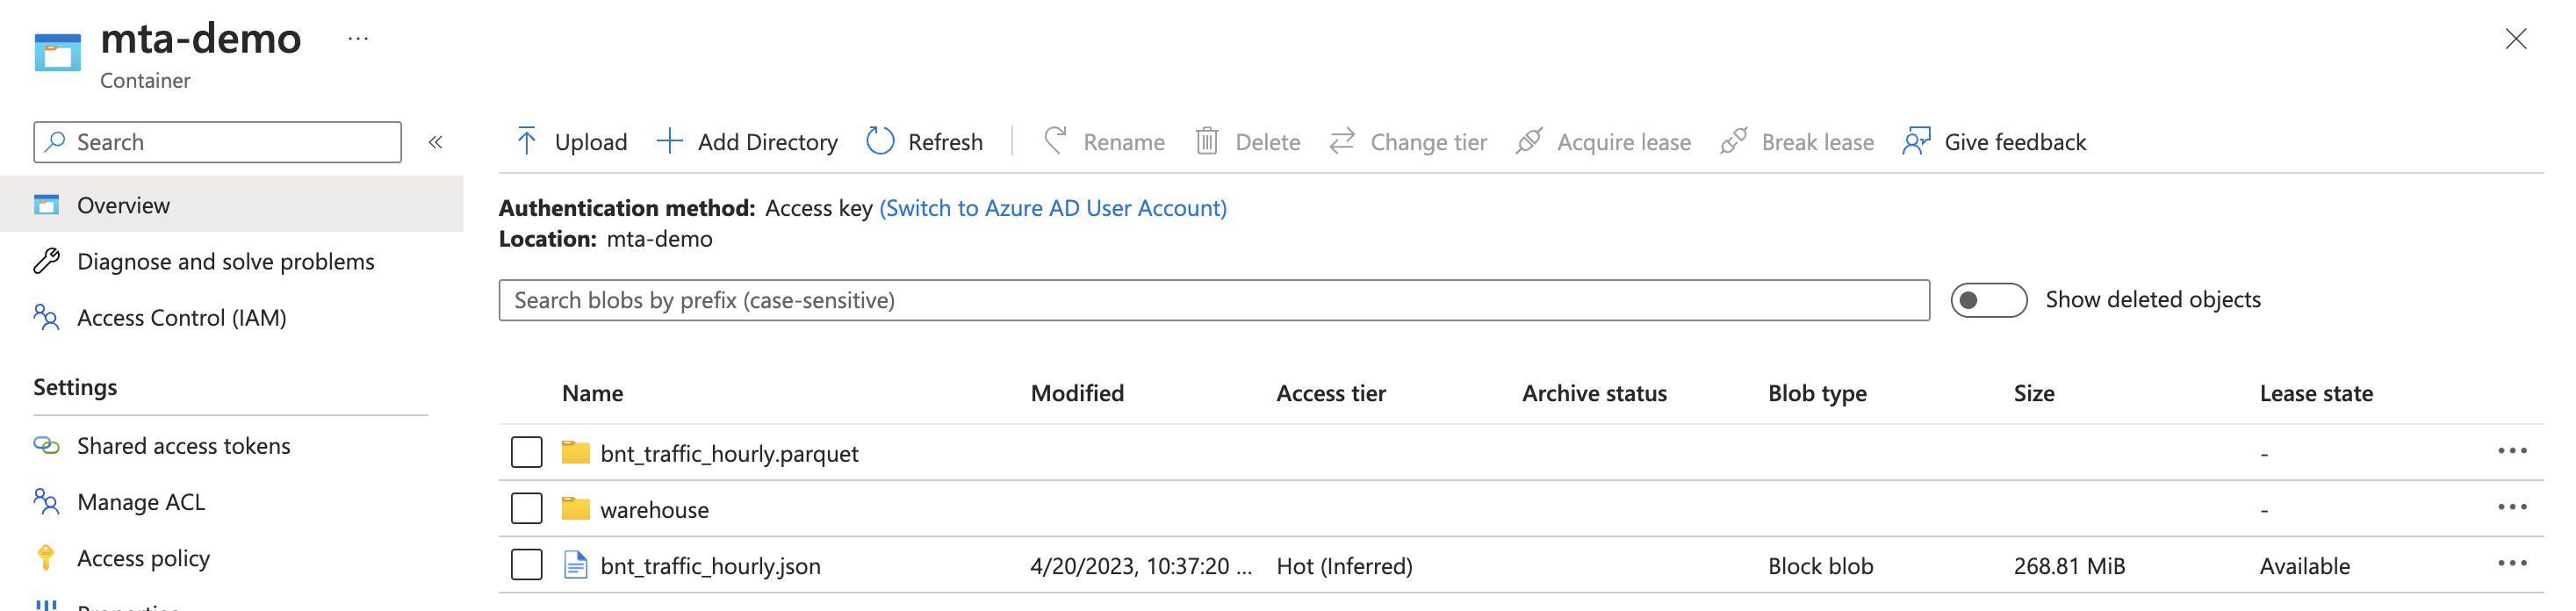 mta-demo ...
Container
Search «
Overview
Diagnose and solve problems
Access Control (IAM)
Settings
Shared access tokens
Manage ACL
Access policy
Upload Add Directory Refresh Rename Delete Change tier Acquire lease Break lease Give feedback
Authentication method: Access key (Switch to Azure AD User Account)
Location: mta-demo
Search blobs by prefix (case-sensitive) Show deleted objects
Name Modified Access tier Archive status Blob type Size Lease state
bnt_traffic_hourly.parquet - ...
warehouse - ...
bnt_traffic_hourly.json 4/20/2023, 10:37:20 ... Hot (Inferred) Block blob 268.81 MiB Available ...